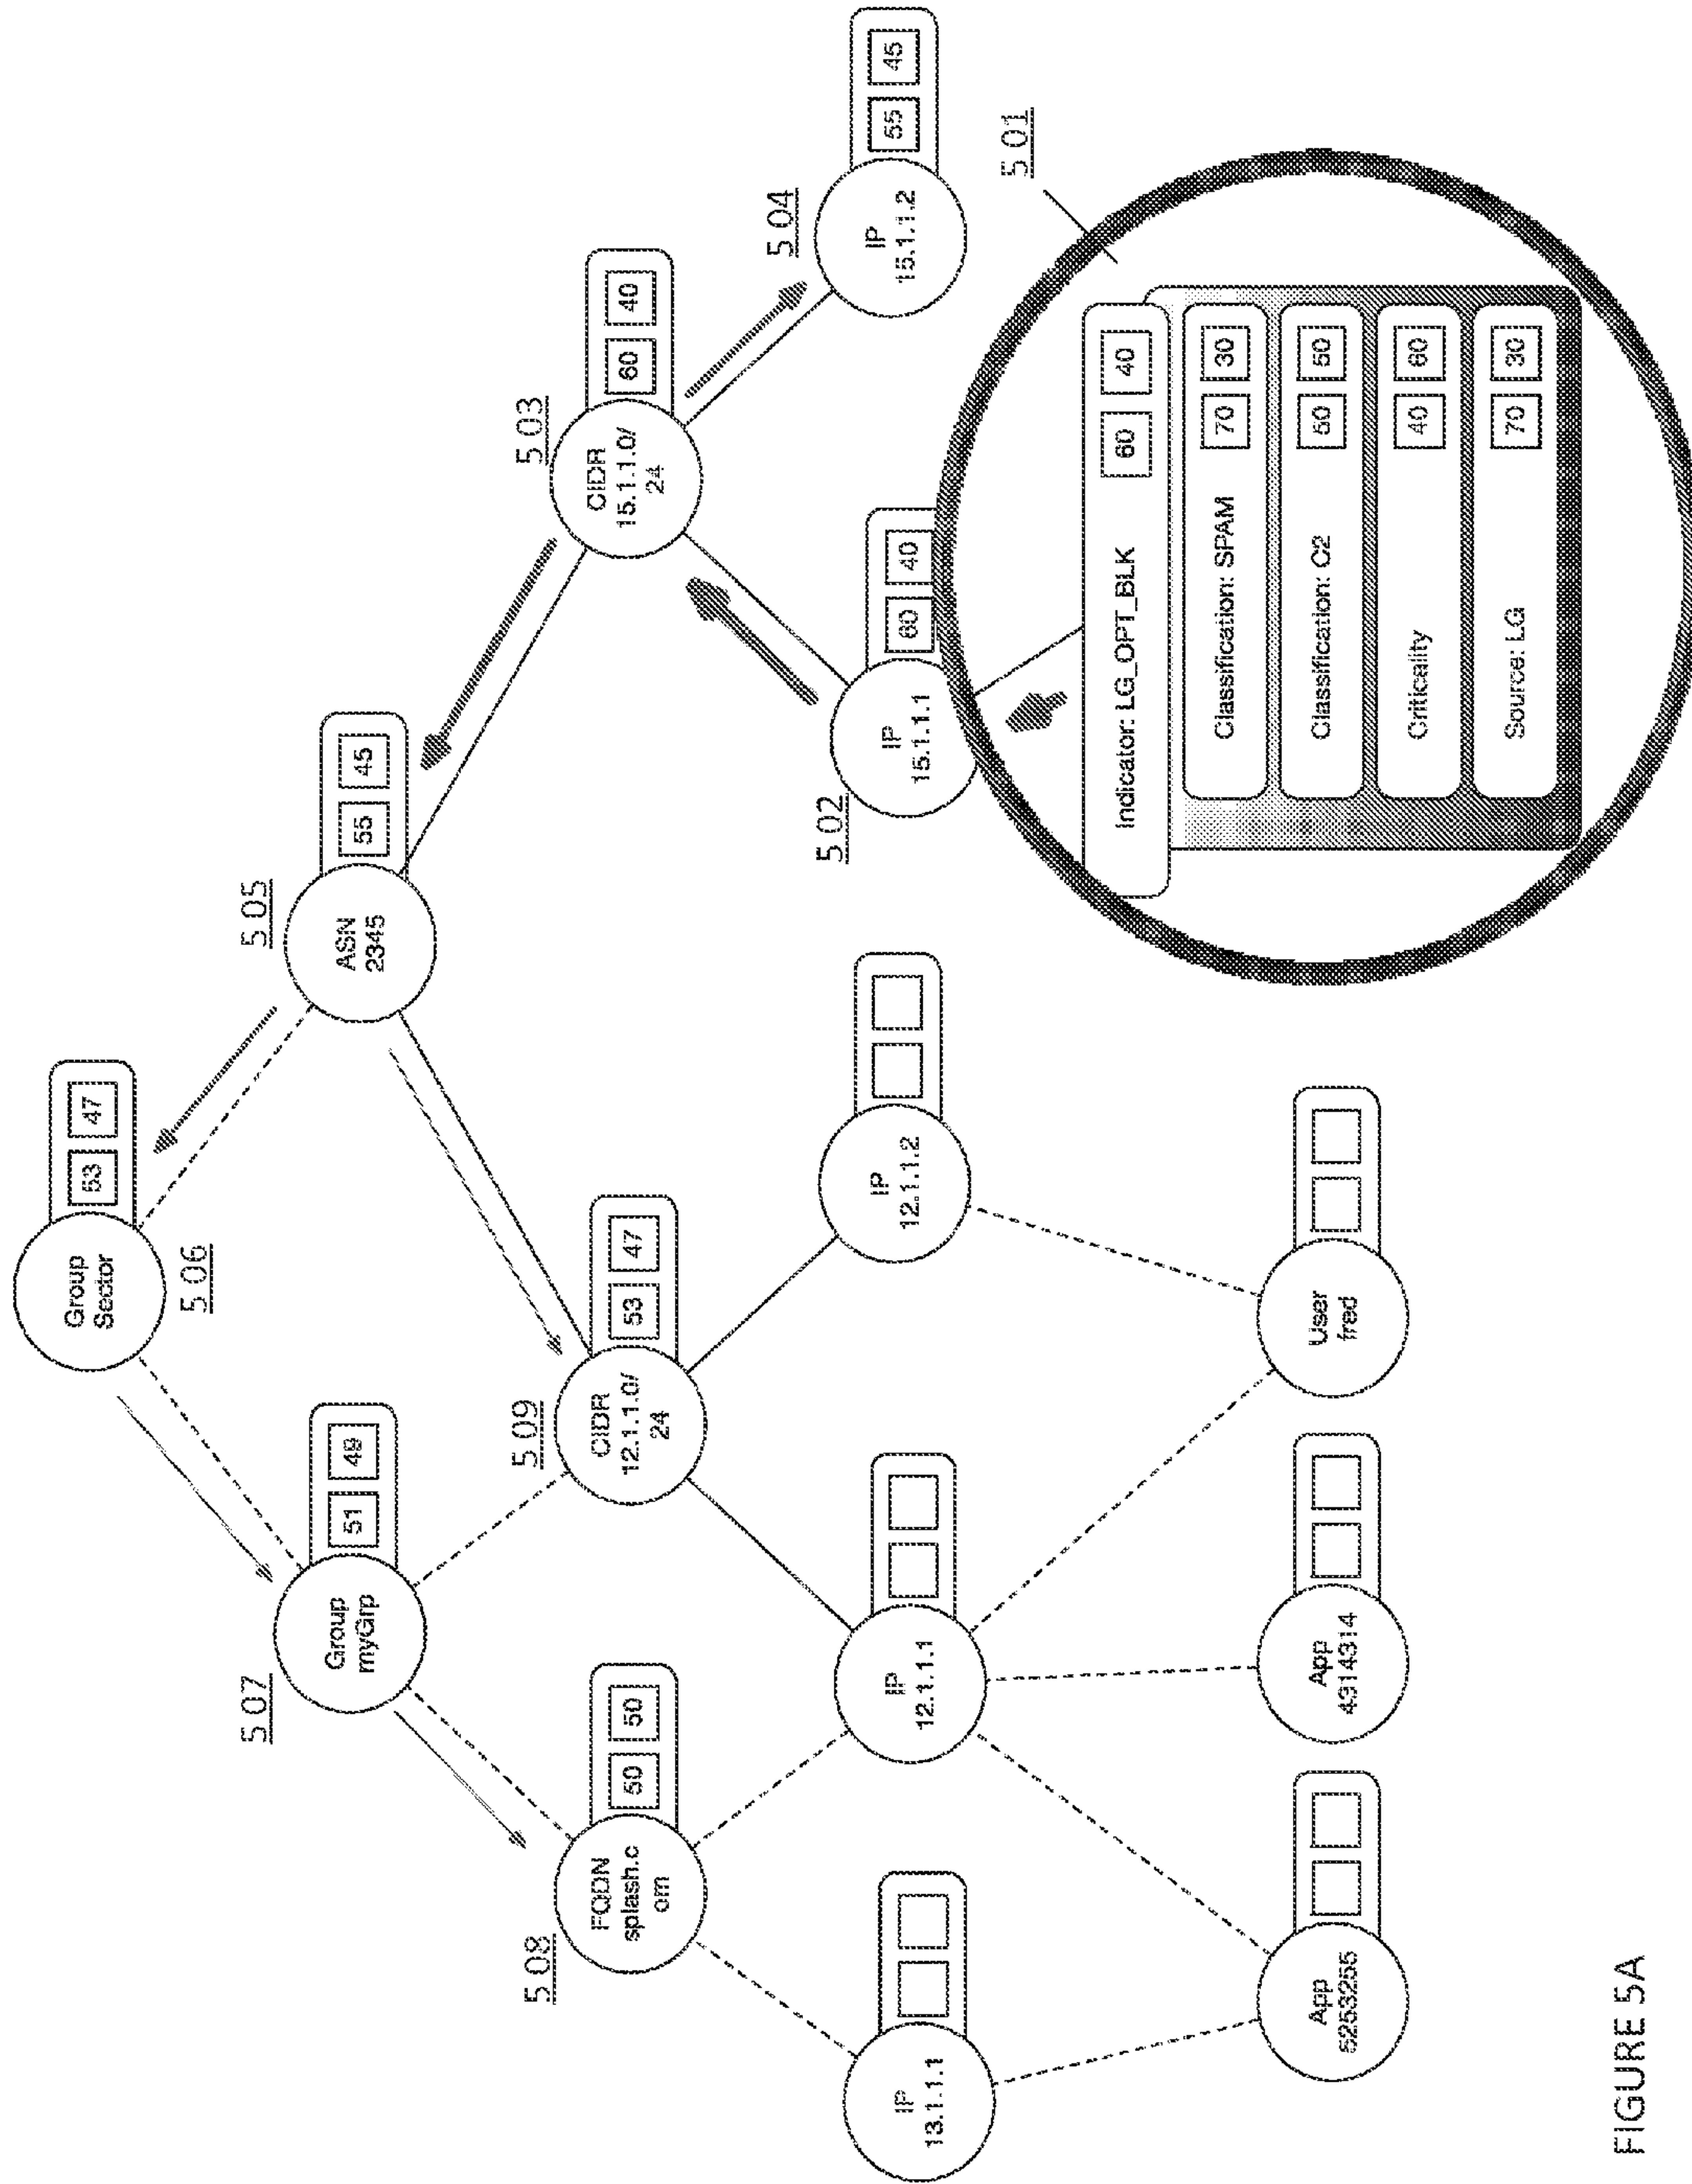 Group
Sector
53 47
5.06
5.07
Group
myGrp
51 49
5.05
ASN
2345
55 45
5.08
FQDN
splash.c
om
50 50
5.09
CIDR
12.1.1.0/
24
53 47
5.03
CIDR
15.1.1.0/
24
60 40
IP
13.1.1.1
IP
12.1.1.1
IP
12.1.1.2
5.02
IP
15.1.1.1
60 40
5.04
IP
15.1.1.2
55 45
5.01
App
App
User
fred
Indicator: LG_OPT_BLK 60 40
Classification: SPAM 70 30
Classification: C2 50 50
Criticality 40 60
Source: LG 70 30
FIGURE 5A